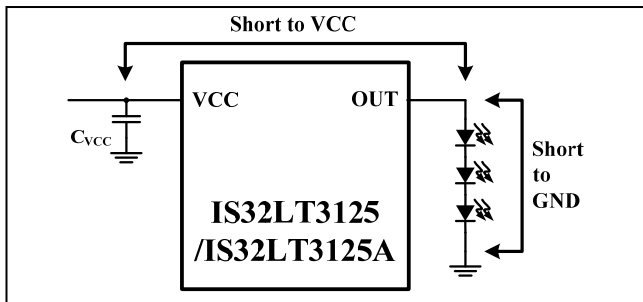 Short to VCC
VCC
OUT
CVCC
Short
to
GND
IS32LT3125
/IS32LT3125A